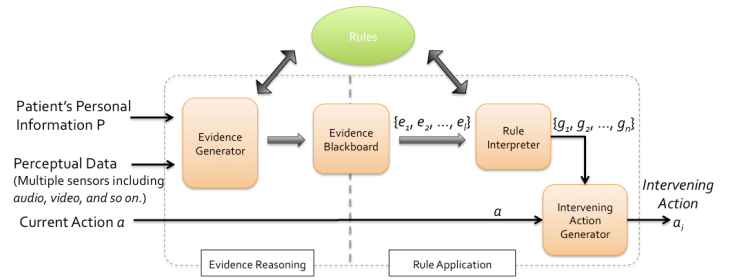 Rules
Patient's Personal
Information P
Evidence
Generator
Evidence
Blackboard
{e1, e2, ..., el}
Rule
Interpreter
{g1, g2, ..., gn}
Perceptual Data
(Multiple sensors including
audio, video, and so on.)
Current Action a
a
Intervening
Action
Generator
Intervening
Action
ai
Evidence Reasoning
Rule Application